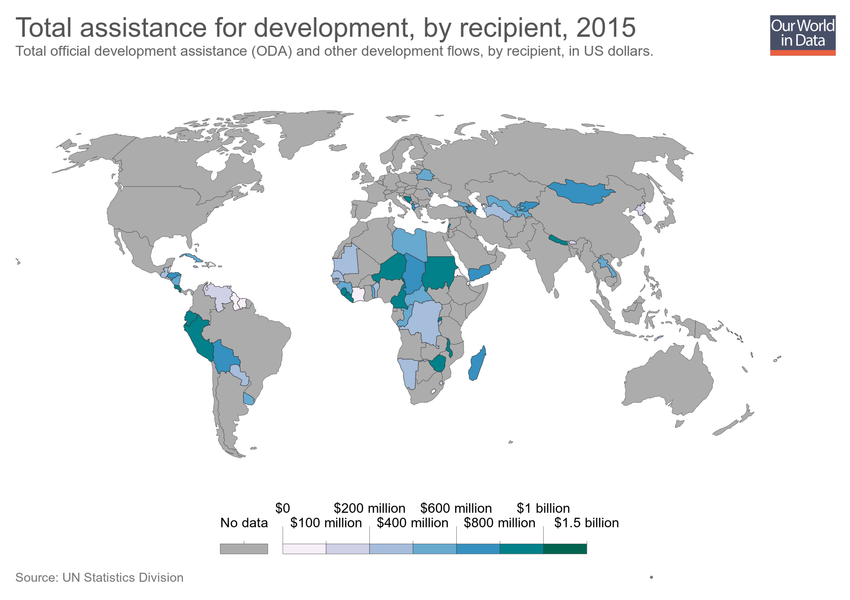 Total assistance for development, by recipient, 2015
Total official development assistance (ODA) and other development flows, by recipient, in US dollars.
Our World
in Data
$0 $200 million $600 million $1 billion
No data $100 million $400 million $800 million $1.5 billion
Source: UN Statistics Division